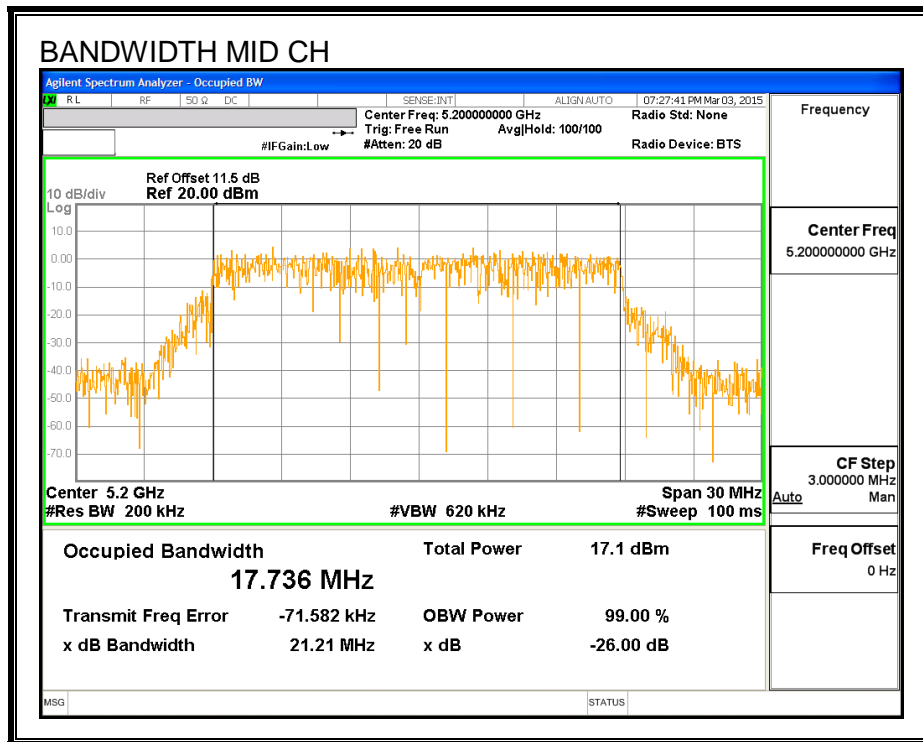 BANDWIDTH MID CH
Agilent Spectrum Analyzer - Occupied BW
LXI RL RF 50 Ω DC SENSE:INT ALIGN AUTO 07:27:41 PM Mar 03, 2015
Center Freq: 5.200000000 GHz Radio Std: None
Trig: Free Run Avg|Hold: 100/100
#IFGain:Low #Atten: 20 dB Radio Device: BTS
Frequency
Ref Offset 11.5 dB
10 dB/div Ref 20.00 dBm
Log
10.0
0.00
-10.0
-20.0
-30.0
-40.0
-50.0
-60.0
-70.0
Center 5.2 GHz Span 30 MHz
#Res BW 200 kHz #VBW 620 kHz #Sweep 100 ms
Center Freq
5.200000000 GHz
CF Step
3.000000 MHz
Auto Man
Freq Offset
0 Hz
Occupied Bandwidth Total Power 17.1 dBm
17.736 MHz
Transmit Freq Error -71.582 kHz OBW Power 99.00 %
x dB Bandwidth 21.21 MHz x dB -26.00 dB
MSG STATUS